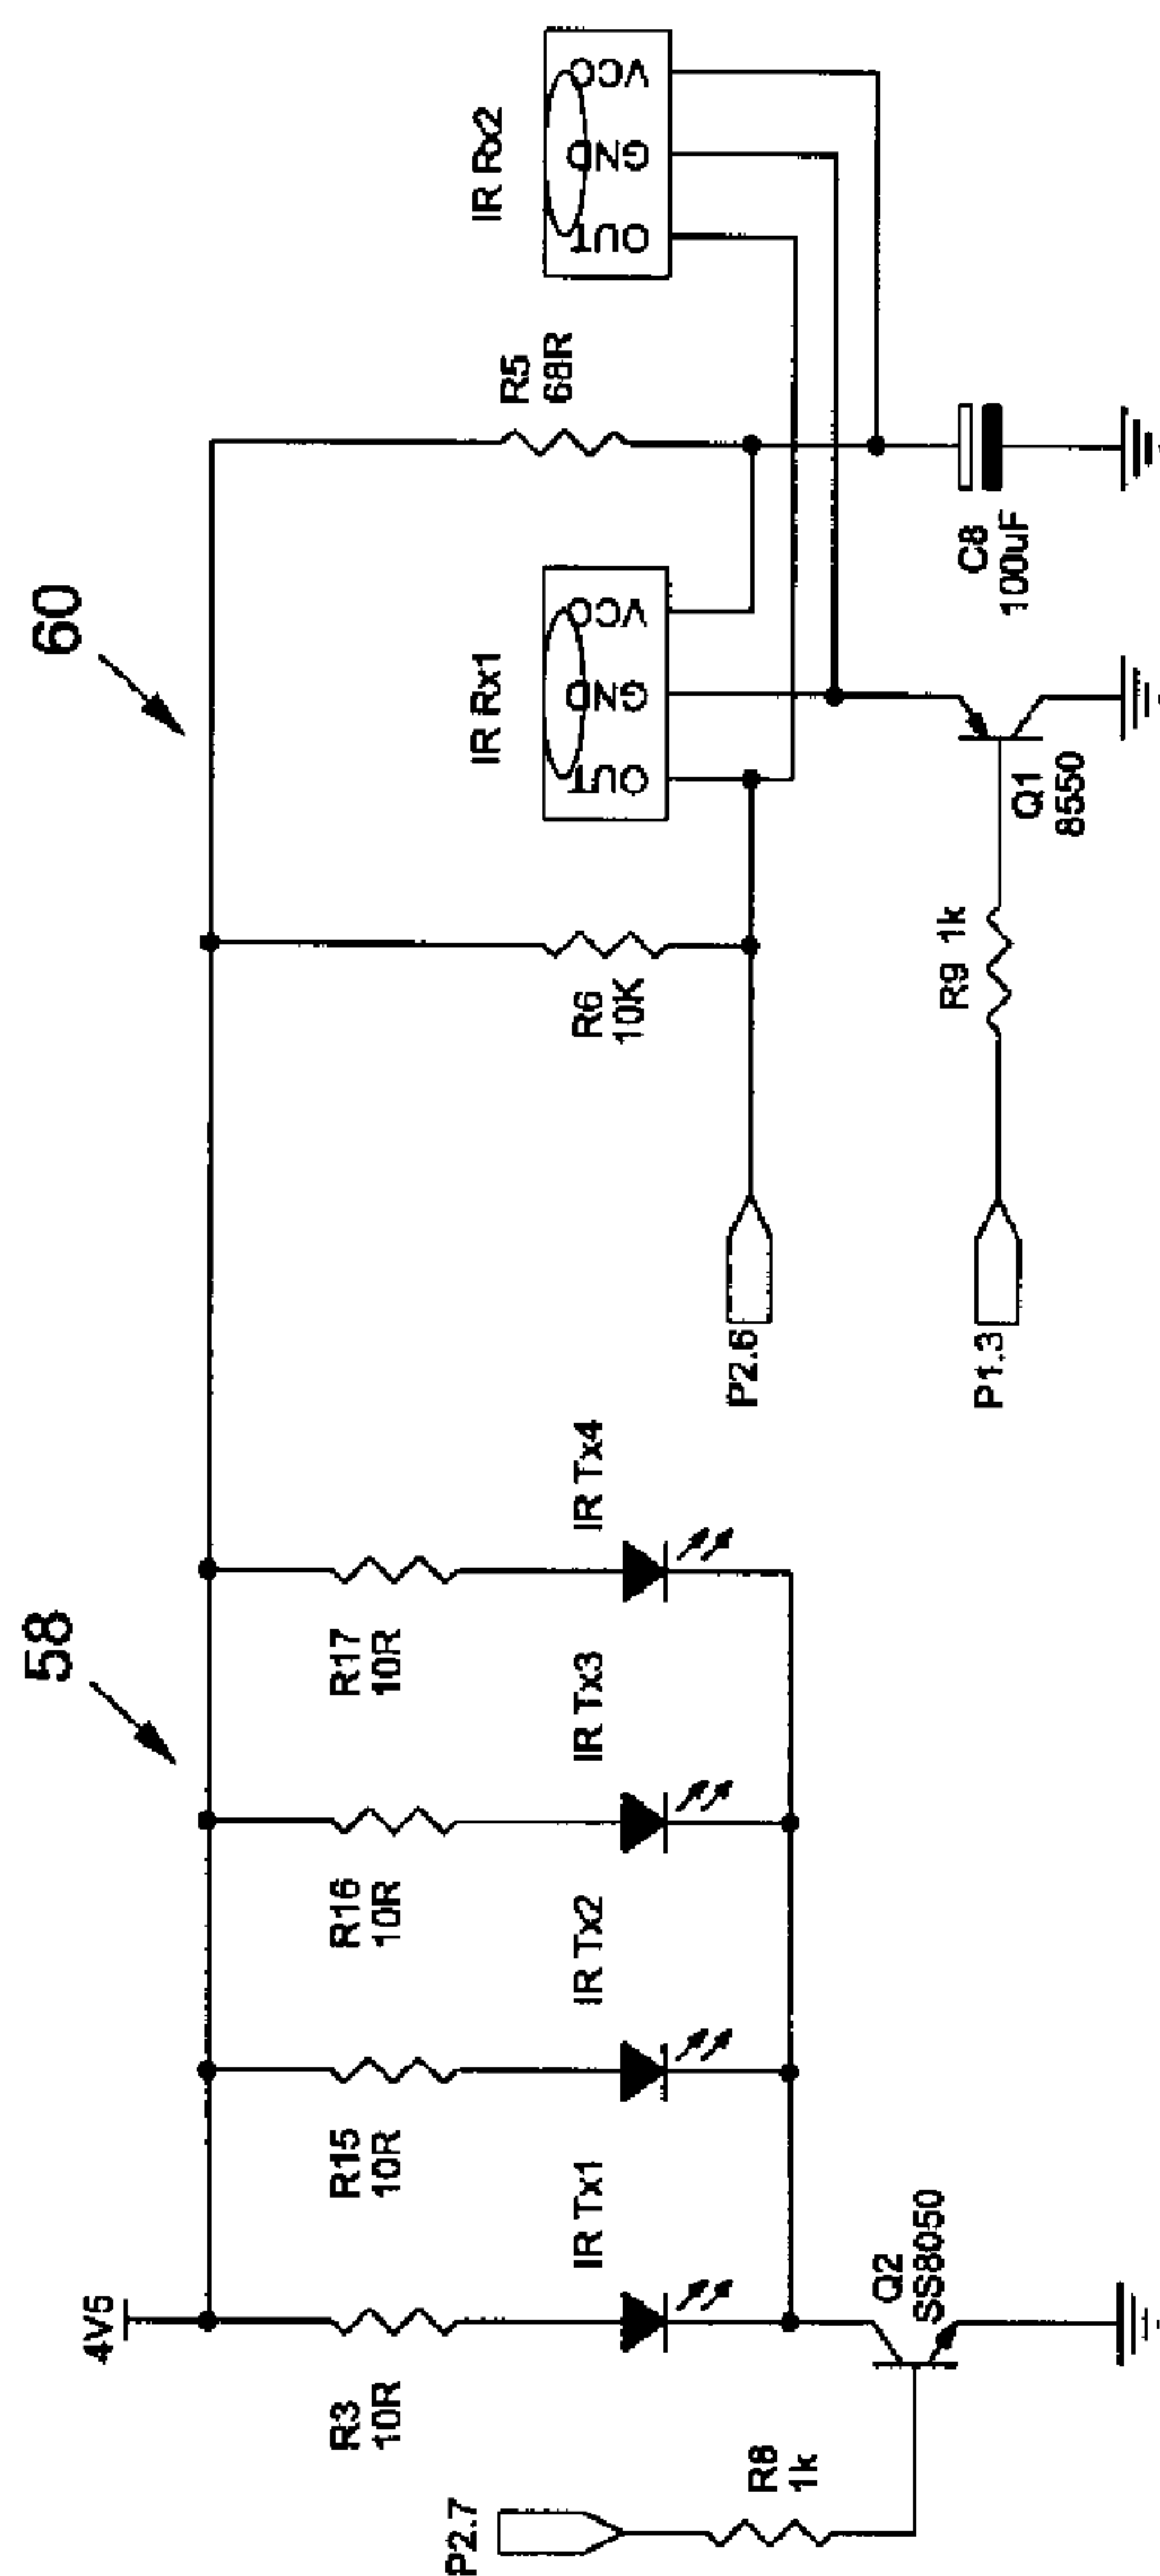 58
60
4V5
R3
10R
R15
10R
R16
10R
R17
10R
IR Tx1
IR Tx2
IR Tx3
IR Tx4
P2.7
R8
1k
Q2
SS8050
R6
10K
P2.6
P1.3
R9 1k
Q1
8550
IR Rx1
OUT
GND
VCC
R5
68R
C8
100uF
IR Rx2
OUT
GND
VCC